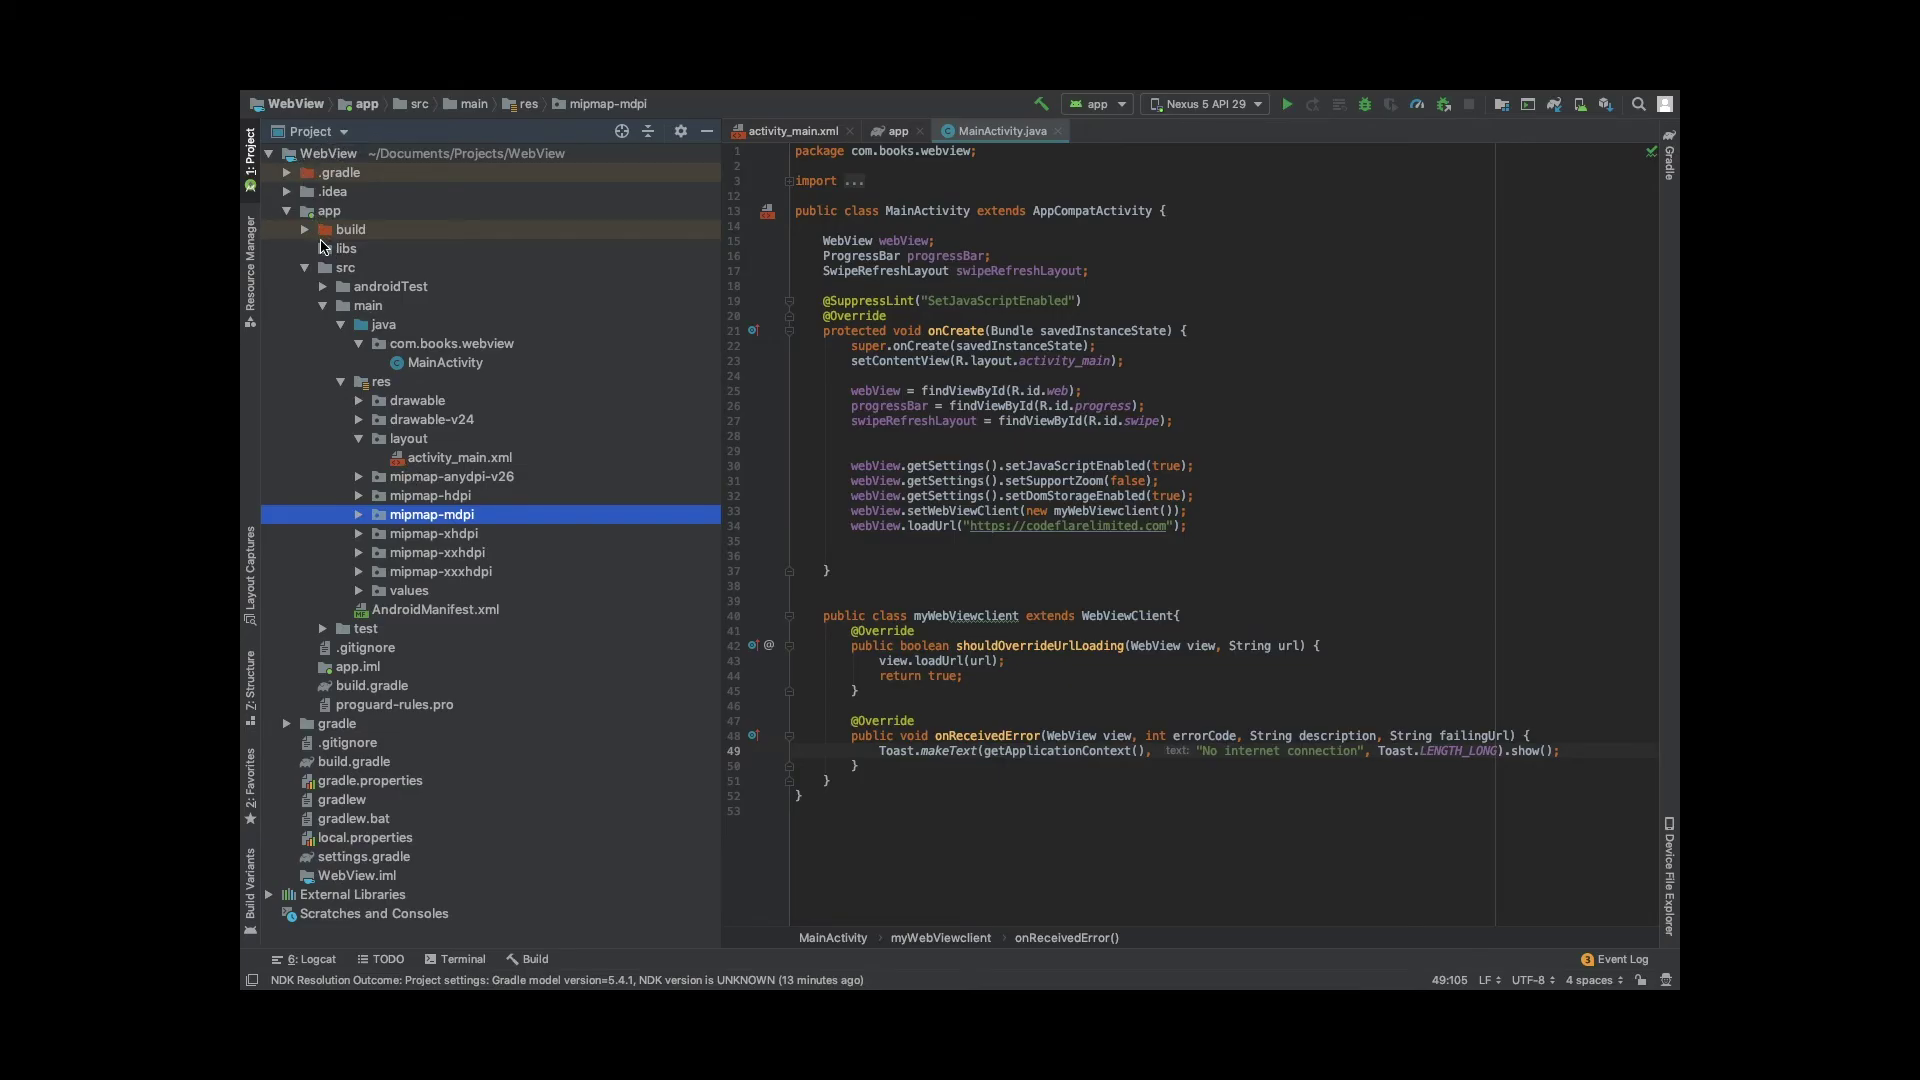 WebView app src main res mipmap-mdpi
app Nexus 5 API 29
1: Project
Resource Manager
Layout Captures
Z: Structure
2: Favorites
Build Variants
Project
WebView ~/Documents/Projects/WebView
.gradle
.idea
app
build
libs
src
androidTest
main
java
com.books.webview
MainActivity
res
drawable
drawable-v24
layout
activity_main.xml
mipmap-anydpi-v26
mipmap-hdpi
mipmap-mdpi
mipmap-xhdpi
mipmap-xxhdpi
mipmap-xxxhdpi
values
AndroidManifest.xml
test
.gitignore
app.iml
build.gradle
proguard-rules.pro
gradle
.gitignore
build.gradle
gradle.properties
gradlew
gradlew.bat
local.properties
settings.gradle
WebView.iml
External Libraries
Scratches and Consoles
activity_main.xml app MainActivity.java
1 package com.books.webview;
2
3 import ...
12
13 public class MainActivity extends AppCompatActivity {
14
15 WebView webView;
16 ProgressBar progressBar;
17 SwipeRefreshLayout swipeRefreshLayout;
18
19 @SuppressLint("SetJavaScriptEnabled")
20 @Override
21 protected void onCreate(Bundle savedInstanceState) {
22 super.onCreate(savedInstanceState);
23 setContentView(R.layout.activity_main);
24
25 webView = findViewById(R.id.web);
26 progressBar = findViewById(R.id.progress);
27 swipeRefreshLayout = findViewById(R.id.swipe);
28
29
30 webView.getSettings().setJavaScriptEnabled(true);
31 webView.getSettings().setSupportZoom(false);
32 webView.getSettings().setDomStorageEnabled(true);
33 webView.setWebViewClient(new myWebViewclient());
34 webView.loadUrl("https://codeflarelimited.com");
35
36
37 }
38
39
40 public class myWebViewclient extends WebViewClient{
41 @Override
42 @ public boolean shouldOverrideUrlLoading(WebView view, String url) {
43 view.loadUrl(url);
44 return true;
45 }
46
47 @Override
48 public void onReceivedError(WebView view, int errorCode, String description, String failingUrl) {
49 Toast.makeText(getApplicationContext(), text: "No internet connection", Toast.LENGTH_LONG).show();
50 }
51 }
52 }
53
MainActivity › myWebViewclient › onReceivedError()
Gradle
Device File Explorer
6: Logcat TODO Terminal Build 3 Event Log
NDK Resolution Outcome: Project settings: Gradle model version=5.4.1, NDK version is UNKNOWN (13 minutes ago) 49:105 LF UTF-8 4 spaces